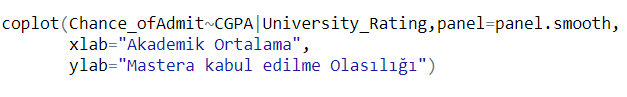 coplot(Chance_ofAdmit~CGPA|University_Rating,panel=panel.smooth,
xlab="Akademik Ortalama",
ylab="Mastera kabul edilme Olasılığı")